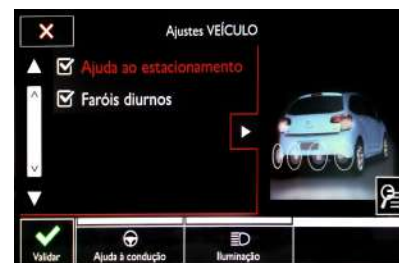 Ajustes VEÍCULO
Ajuda ao estacionamento
Faróis diurnos
Validar
Ajuda à condução
Iluminação